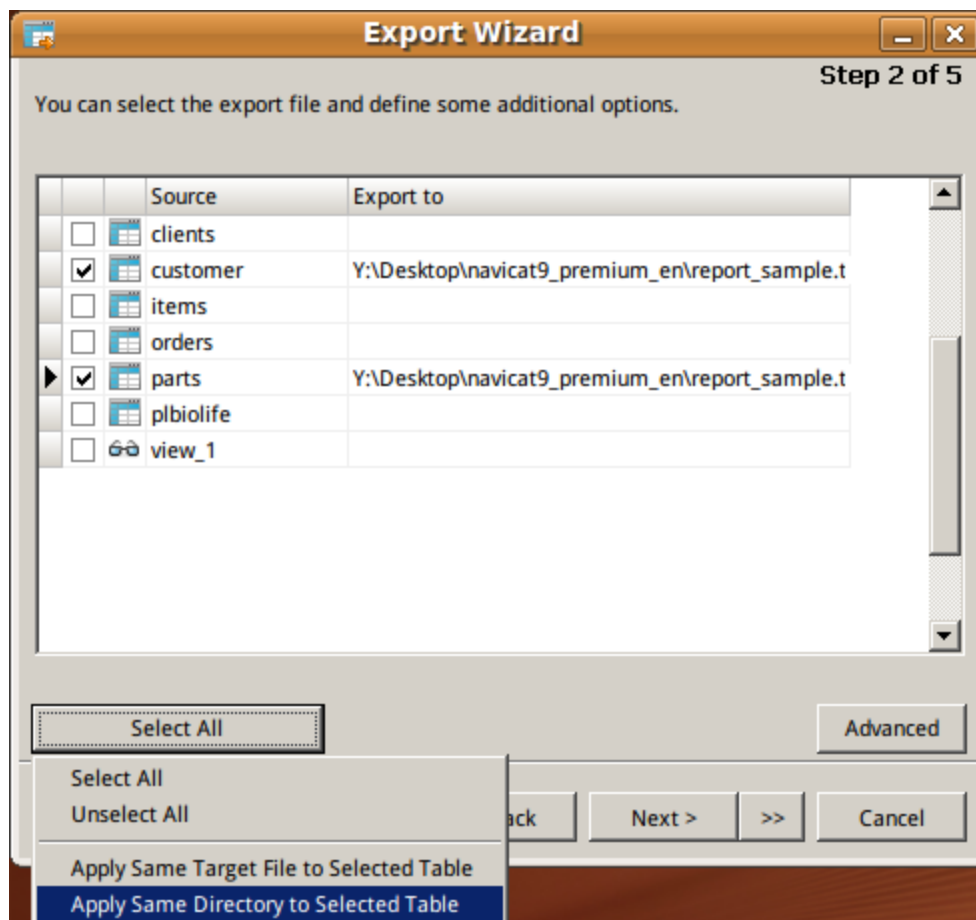 Export Wizard
Step 2 of 5
You can select the export file and define some additional options.
Source Export to
clients
customer Y:\Desktop\navicat9_premium_en\report_sample.t
items
orders
parts Y:\Desktop\navicat9_premium_en\report_sample.t
plbiolife
view_1
Select All Advanced
Select All
Unselect All
ack Next > >> Cancel
Apply Same Target File to Selected Table
Apply Same Directory to Selected Table